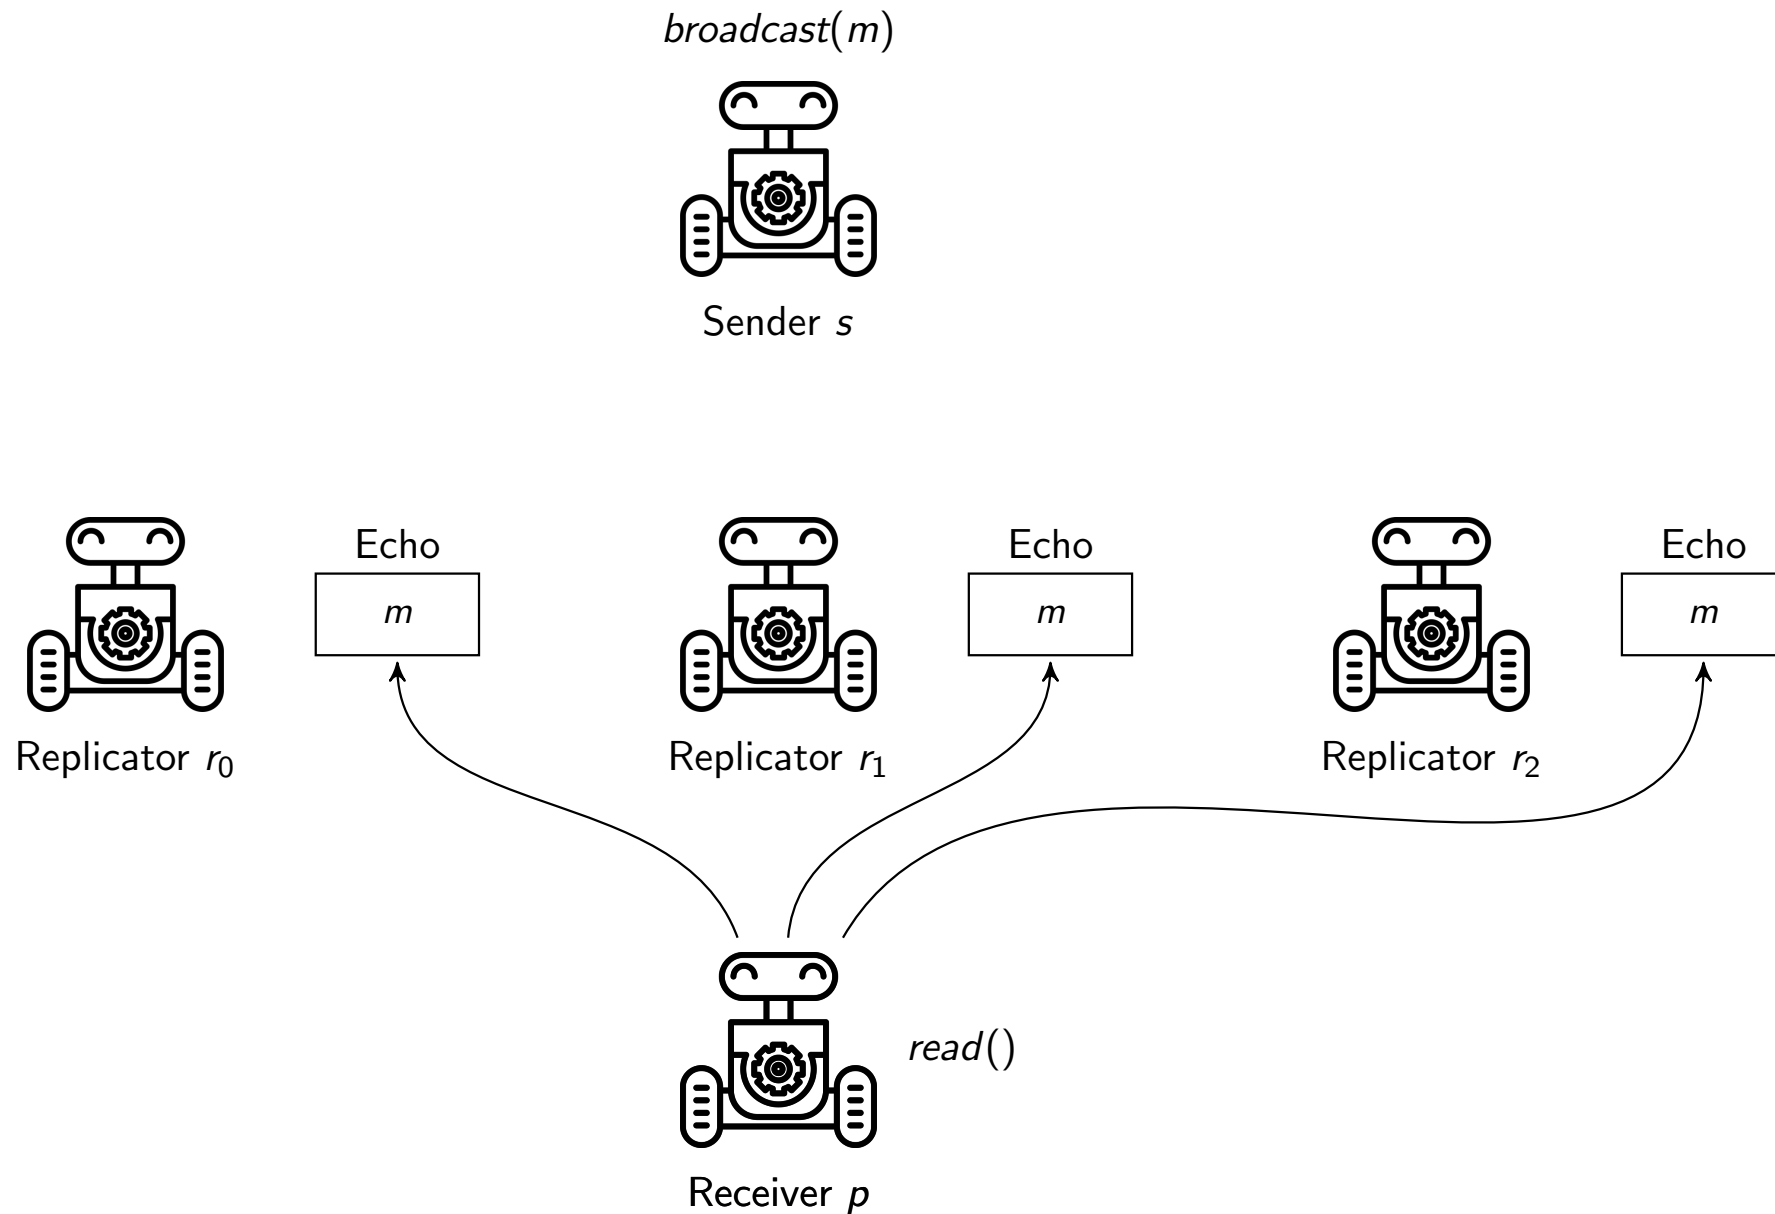 broadcast(m)
Sender s
Echo
Echo
Echo
m
m
m
Replicator r₀
Replicator r₁
Replicator r₂
read()
Receiver p